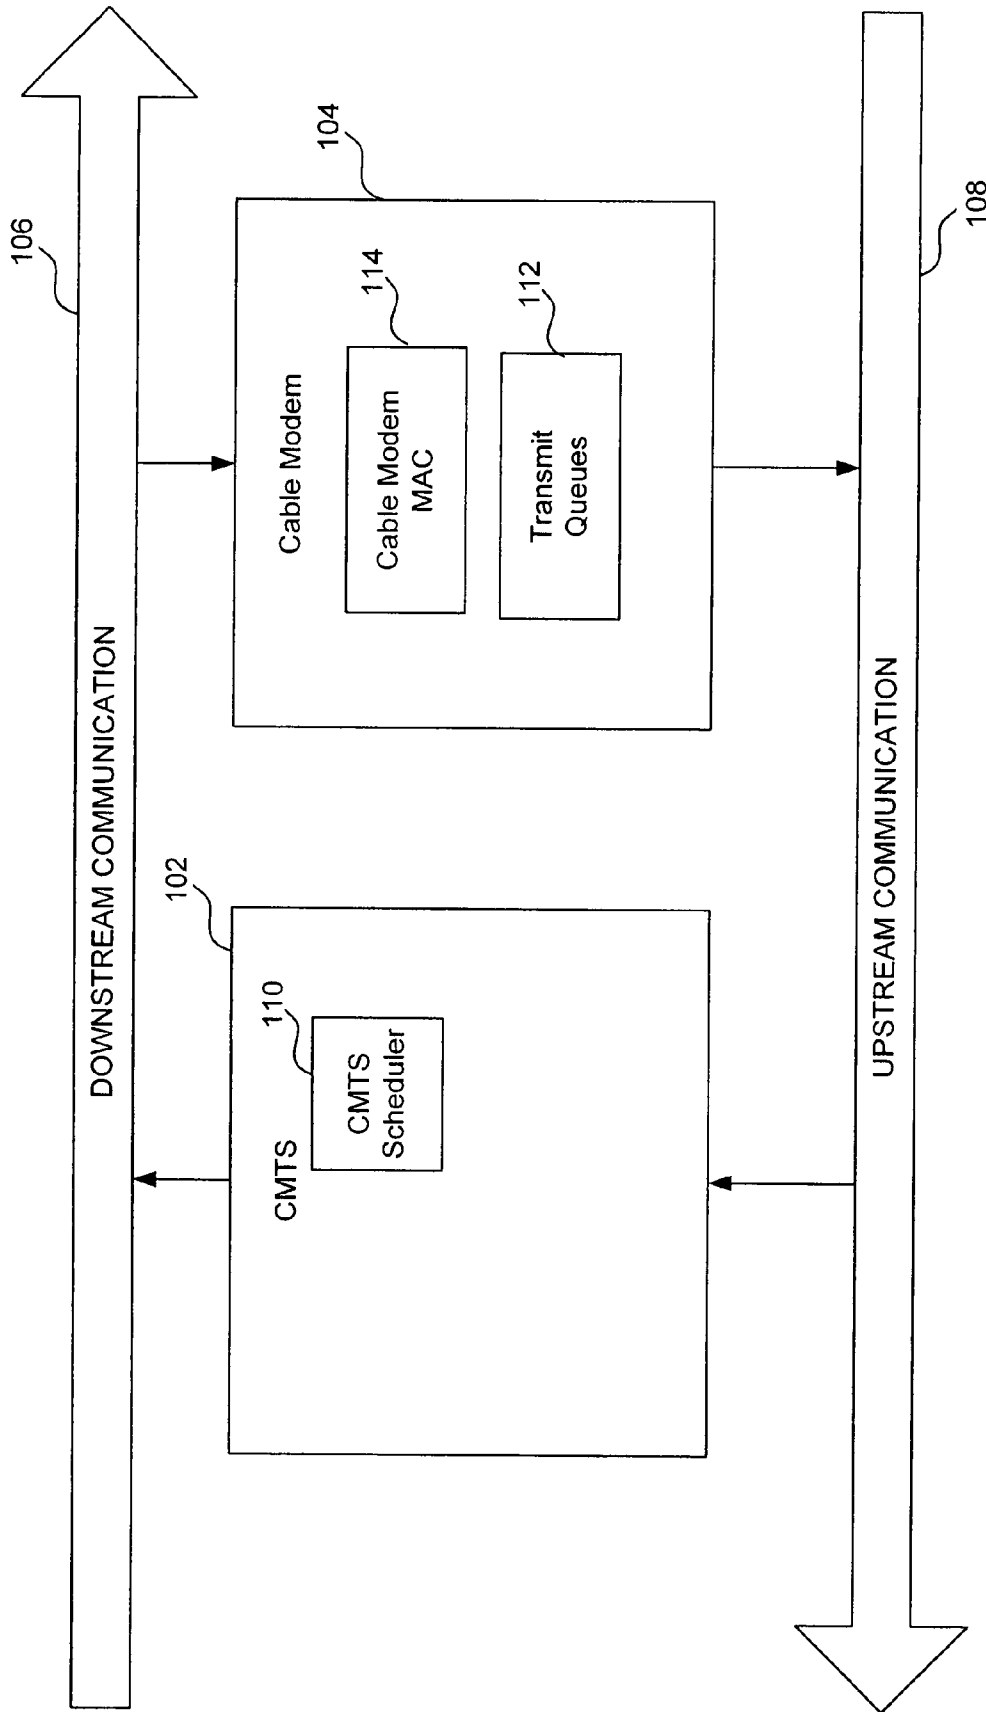 106
DOWNSTREAM COMMUNICATION
104
Cable Modem
114
Cable Modem
MAC
112
Transmit
Queues
102
CMTS
110
CMTS
Scheduler
UPSTREAM COMMUNICATION
108